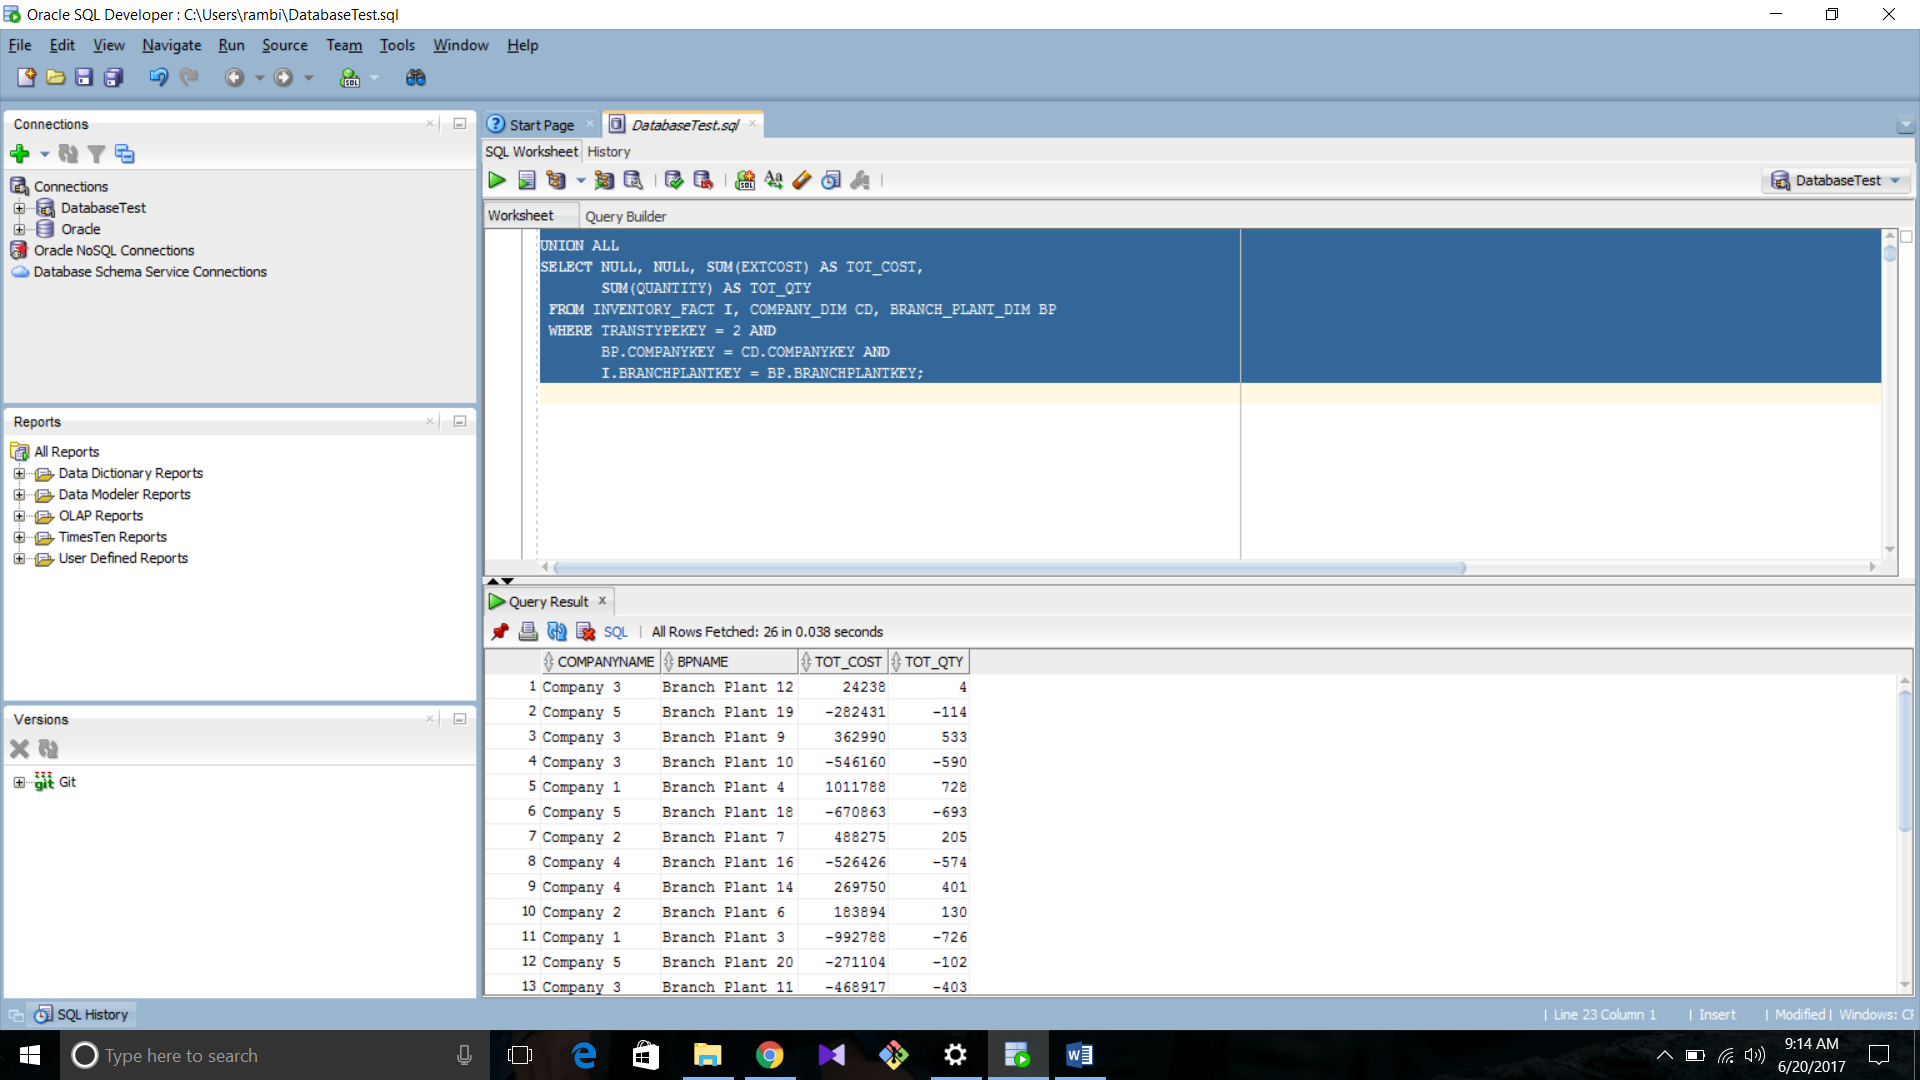 Oracle SQL Developer : C:\Users\rambi\DatabaseTest.sql
File Edit View Navigate Run Source Team Tools Window Help
Connections
Connections
DatabaseTest
Oracle
Oracle NoSQL Connections
Database Schema Service Connections
Reports
All Reports
Data Dictionary Reports
Data Modeler Reports
OLAP Reports
TimesTen Reports
User Defined Reports
Versions
Git
Start Page DatabaseTest.sql
SQL Worksheet History
DatabaseTest
Worksheet Query Builder
UNION ALL
SELECT NULL, NULL, SUM(EXTCOST) AS TOT_COST,
SUM(QUANTITY) AS TOT_QTY
FROM INVENTORY_FACT I, COMPANY_DIM CD, BRANCH_PLANT_DIM BP
WHERE TRANSTYPEKEY = 2 AND
BP.COMPANYKEY = CD.COMPANYKEY AND
I.BRANCHPLANTKEY = BP.BRANCHPLANTKEY;
Query Result
SQL | All Rows Fetched: 26 in 0.038 seconds
COMPANYNAME BPNAME TOT_COST TOT_QTY
1 Company 3 Branch Plant 12 24238 4
2 Company 5 Branch Plant 19 -282431 -114
3 Company 3 Branch Plant 9 362990 533
4 Company 3 Branch Plant 10 -546160 -590
5 Company 1 Branch Plant 4 1011788 728
6 Company 5 Branch Plant 18 -670863 -693
7 Company 2 Branch Plant 7 488275 205
8 Company 4 Branch Plant 16 -526426 -574
9 Company 4 Branch Plant 14 269750 401
10 Company 2 Branch Plant 6 183894 130
11 Company 1 Branch Plant 3 -992788 -726
12 Company 5 Branch Plant 20 -271104 -102
13 Company 3 Branch Plant 11 -468917 -403
SQL History
| Line 23 Column 1 | Insert | Modified | Windows: CF
Type here to search
9:14 AM
6/20/2017